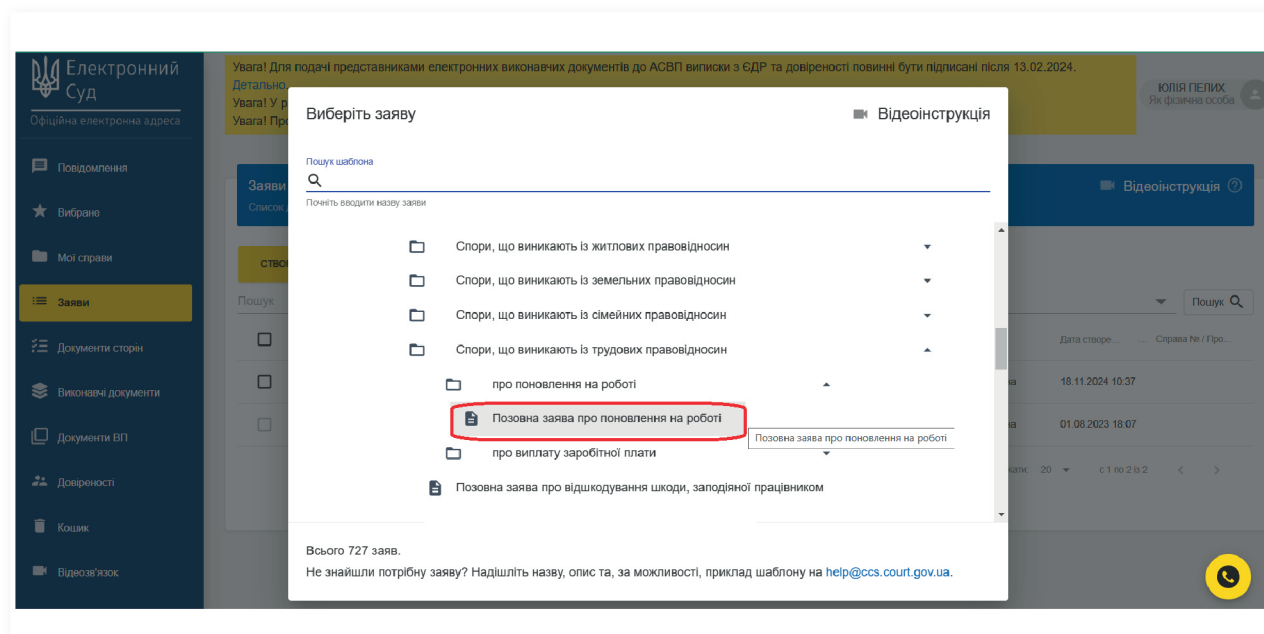 Електронний
Суд
Офіційна електронна адреса
Повідомлення
Вибране
Мої справи
Заяви
Документи сторін
Виконавчі документи
Документи ВП
Довіреності
Кошик
Відеозв'язок
Увага! Для подачі представниками електронних виконавчих документів до АСВП виписки з ЄДР та довіреності повинні бути підписані після 13.02.2024.
Детально.
Увага! У р
Увага! Про
ЮЛІЯ ПЕЛИХ
Як фізична особа
Заяви
Список
Відеоінструкція
СТВО
Пошук
Пошук
Дата створе... ... Справа № / Про...
на 18.11.2024 10:37
на 01.08.2023 18:07
20 с 1 по 2 із 2
Виберіть заяву
Відеоінструкція
Пошук шаблона
Почніть вводити назву заяви
Спори, що виникають із житлових правовідносин
Спори, що виникають із земельних правовідносин
Спори, що виникають із сімейних правовідносин
Спори, що виникають із трудових правовідносин
про поновлення на роботі
Позовна заява про поновлення на роботі
Позовна заява про поновлення на роботі
про виплату заробітної плати
Позовна заява про відшкодування шкоди, заподіяної працівником
Всього 727 заяв.
Не знайшли потрібну заяву? Надішліть назву, опис та, за можливості, приклад шаблону на help@ccs.court.gov.ua.